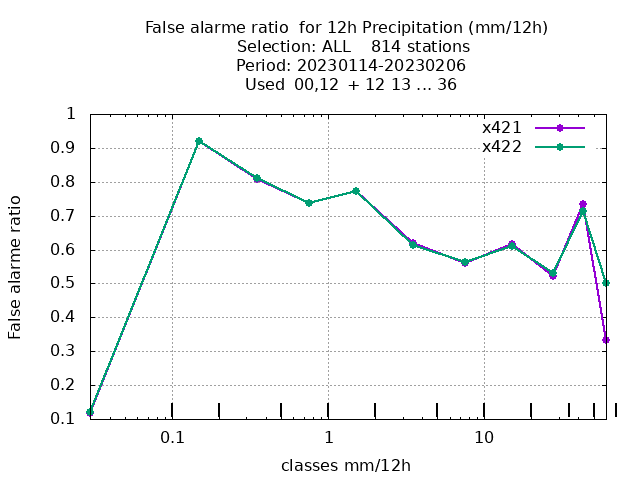 False alarme ratio  for 12h Precipitation (mm/12h)
Selection: ALL    814 stations
Period: 20230114-20230206
Used  00,12  + 12 13 ... 36
x421
x422
1
0.9
0.8
0.7
0.6
0.5
0.4
0.3
0.2
0.1
False alarme ratio
0.1 1 10
classes mm/12h